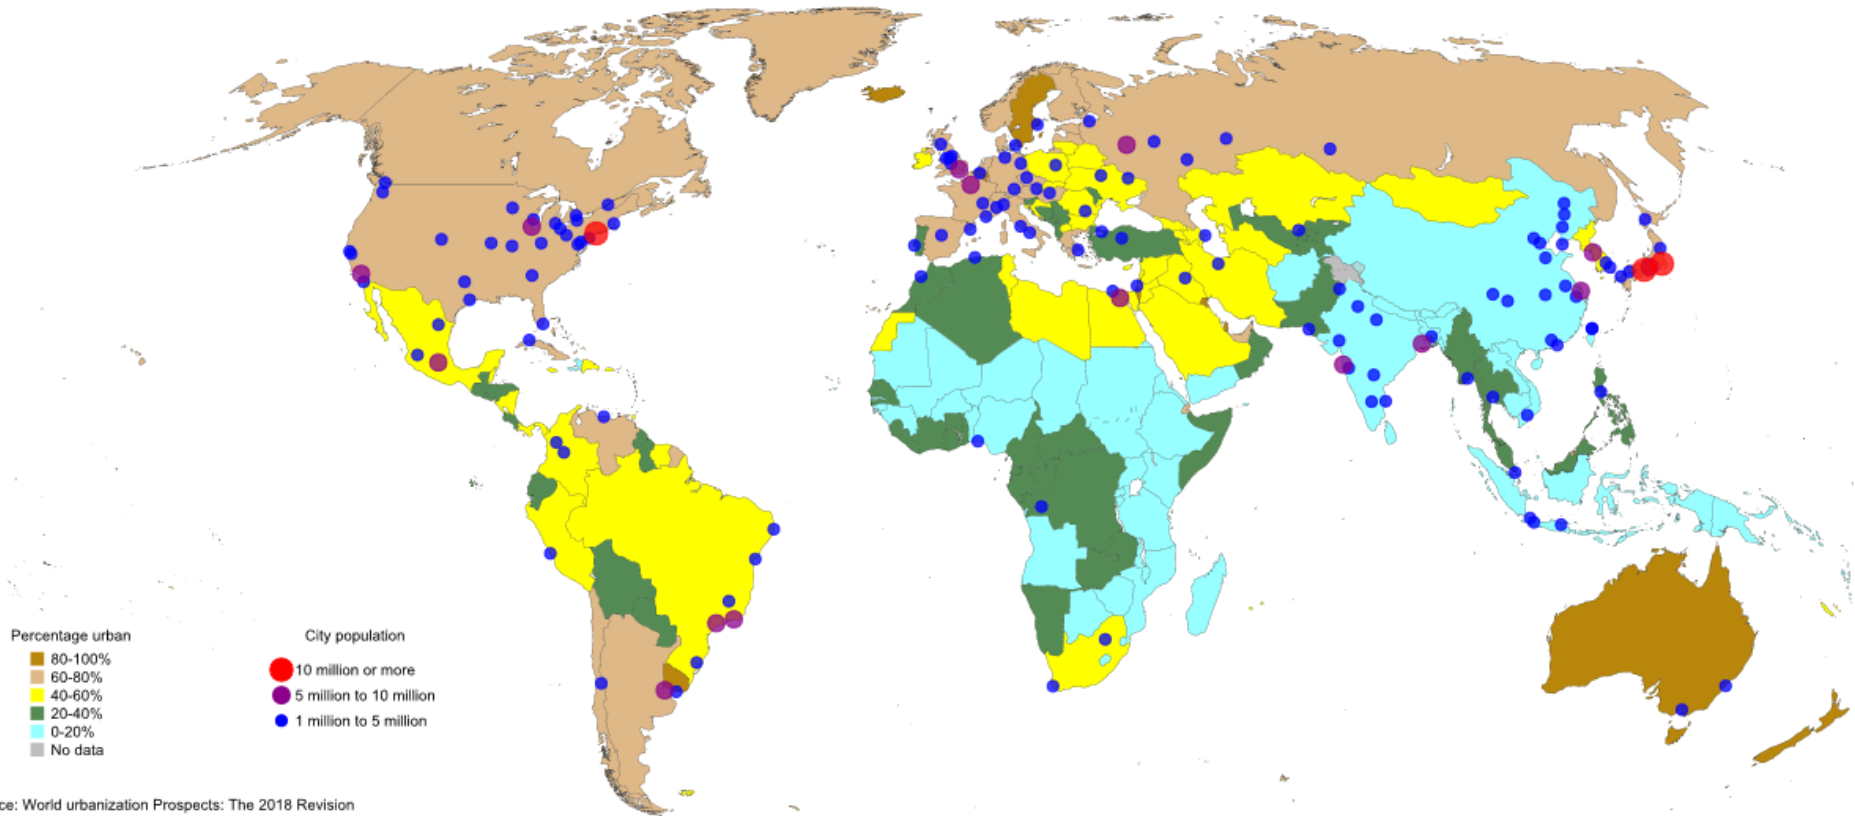 Percentage urban
80-100%
60-80%
40-60%
20-40%
0-20%
No data
City population
10 million or more
5 million to 10 million
1 million to 5 million
ce: World urbanization Prospects: The 2018 Revision